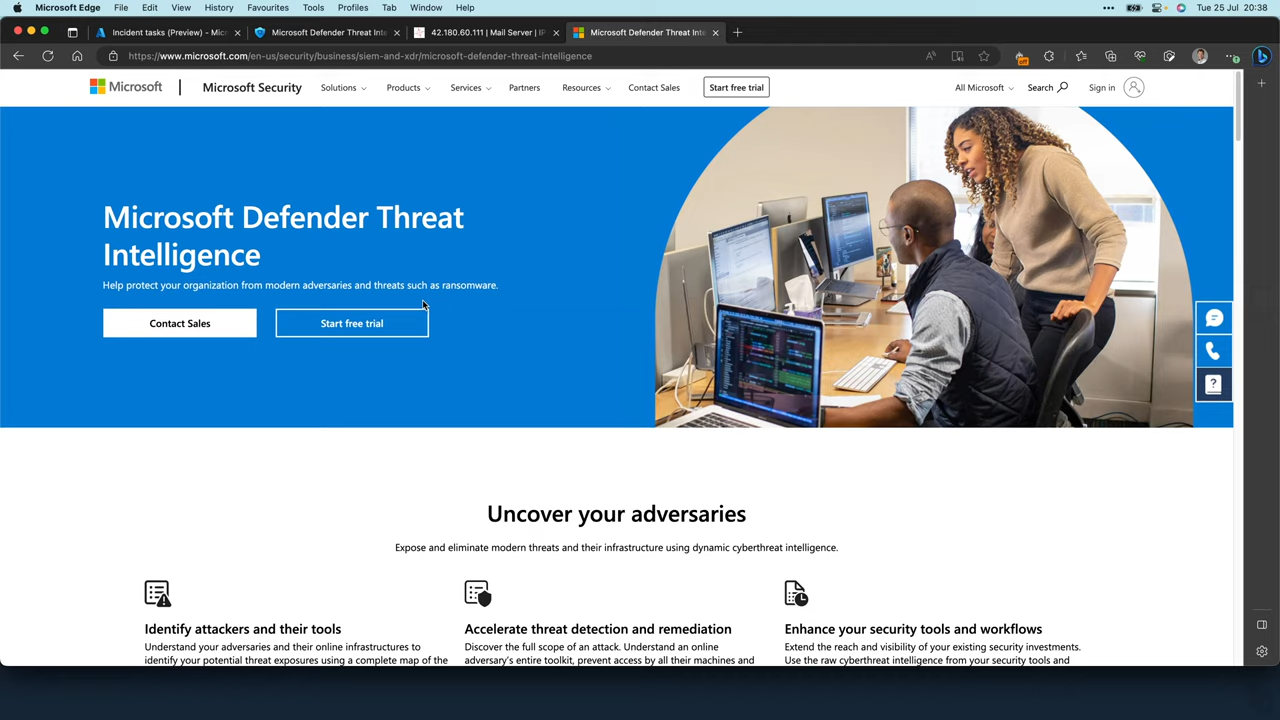 Microsoft Edge File Edit View History Favourites Tools Profiles Tab Window Help Tue 25 Jul 20:38
Incident tasks (Preview) - Mic
Microsoft Defender Threat Int
42.180.60.111 | Mail Server | IP
Microsoft Defender Threat Int
https://www.microsoft.com/en-us/security/business/siem-and-xdr/microsoft-defender-threat-intelligence
Microsoft Microsoft Security Solutions Products Services Partners Resources Contact Sales Start free trial All Microsoft Search Sign in
Microsoft Defender Threat
Intelligence
Help protect your organization from modern adversaries and threats such as ransomware.
Contact Sales Start free trial
Uncover your adversaries
Expose and eliminate modern threats and their infrastructure using dynamic cyberthreat intelligence.
Identify attackers and their tools
Understand your adversaries and their online infrastructures to
identify your potential threat exposures using a complete map of the
Accelerate threat detection and remediation
Discover the full scope of an attack. Understand an online
adversary's entire toolkit, prevent access by all their machines and
Enhance your security tools and workflows
Extend the reach and visibility of your existing security investments.
Use the raw cyberthreat intelligence from your security tools and